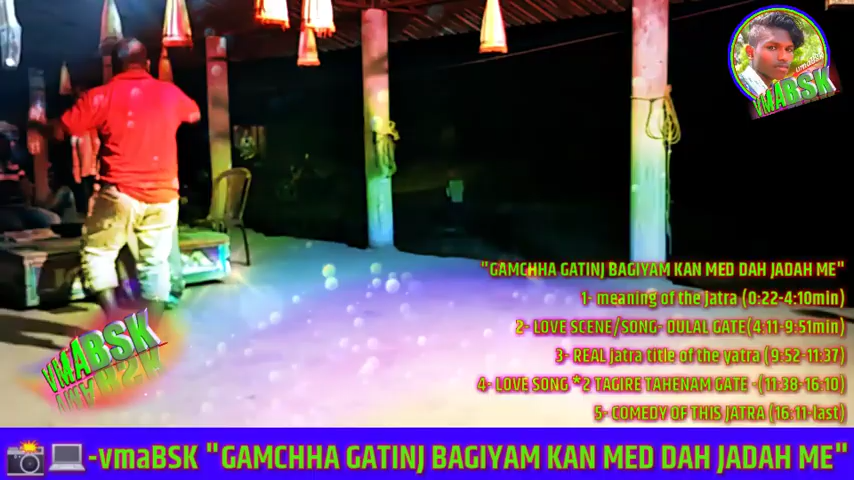 vmaBSK
VMABSK
"GAMCHHA GATINJ BAGIYAM KAN MED DAH JADAH ME"
1- meaning of the Jatra (0:22-4:10min)
2- LOVE SCENE/SONG- DULAL GATE(4:11-9:51min)
3- REAL Jatra title of the yatra (9:52-11:37)
4- LOVE SONG *2 TAGIRE TAHENAM GATE -(11:38-16:10)
5- COMEDY OF THIS JATRA (16:11-last)
VMABSK
-vmaBSK "GAMCHHA GATINJ BAGIYAM KAN MED DAH JADAH ME"